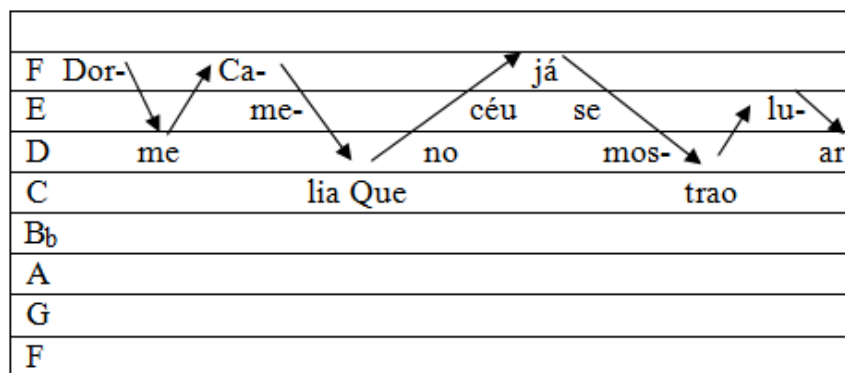 F Dor- Ca- já
E me- céu se lu-
D me no mos- ar
C lia Que trao
Bb
A
G
F